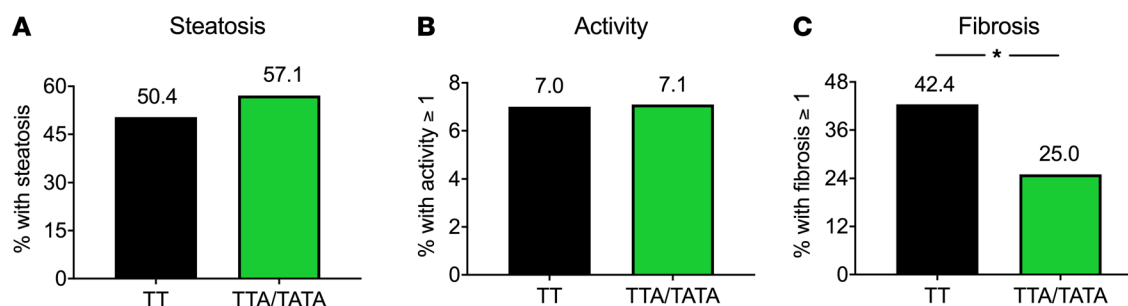 A Steatosis
% with steatosis
60
45
30
15
0
50.4
57.1
TT
TTA/TATA
B Activity
% with activity ≥ 1
8
6
4
2
0
7.0
7.1
TT
TTA/TATA
C Fibrosis
*
% with fibrosis ≥ 1
48
36
24
12
0
42.4
25.0
TT
TTA/TATA